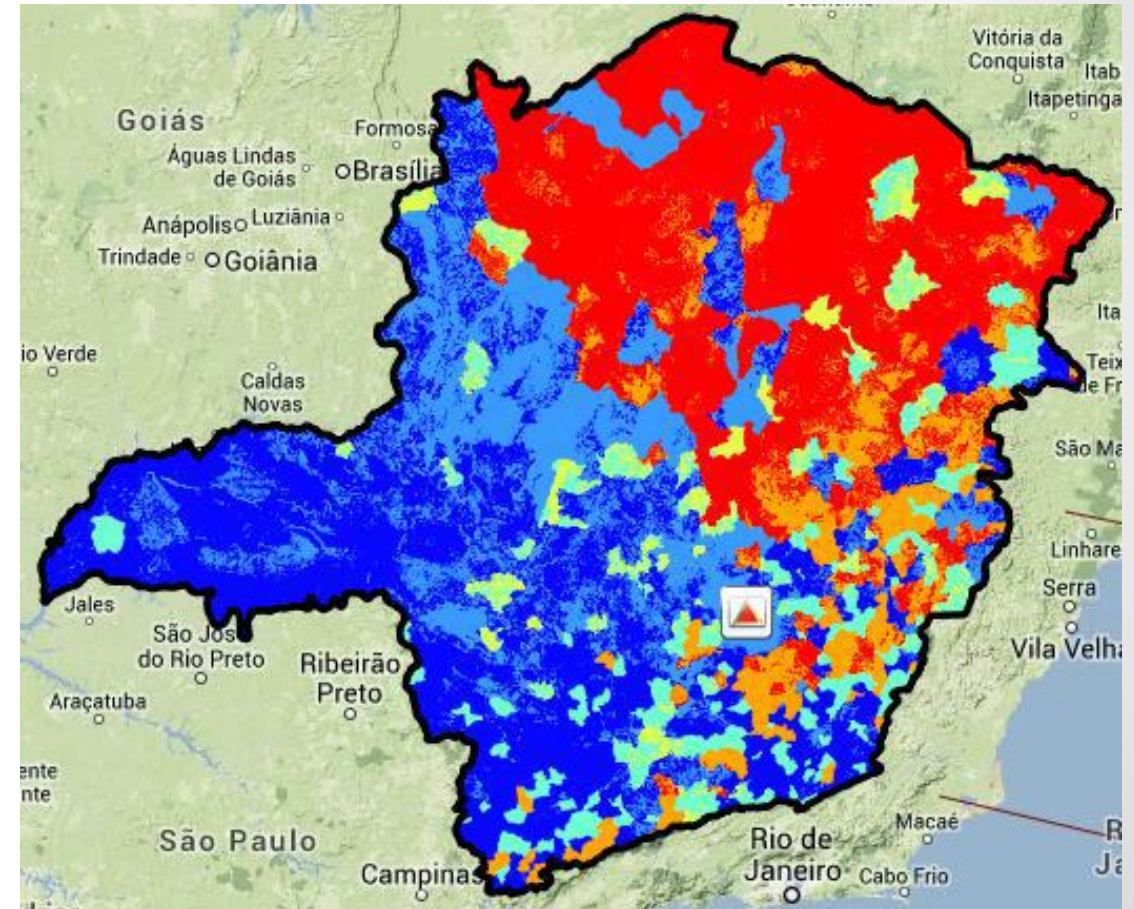 Vitória da
Conquista
Itab
Itapetinga
Goiás
Formosa
Águas Lindas
de Goiás
Brasília
Anápolis
Luziânia
Trindade
Goiânia
Ita
io Verde
Teix
de Fr
Caldas
Novas
São Ma
Linhare
Jales
Serra
São José
do Rio Preto
Vila Velha
Ribeirão
Preto
Araçatuba
ente
nte
Macaé
São Paulo
Rio de
Janeiro
R
Ja
Campinas
Cabo Frio